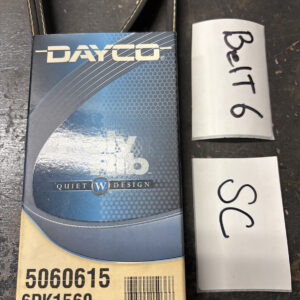 DAYCO
QUIET W DESIGN
5060615
6PK1560
BelT 6
SC